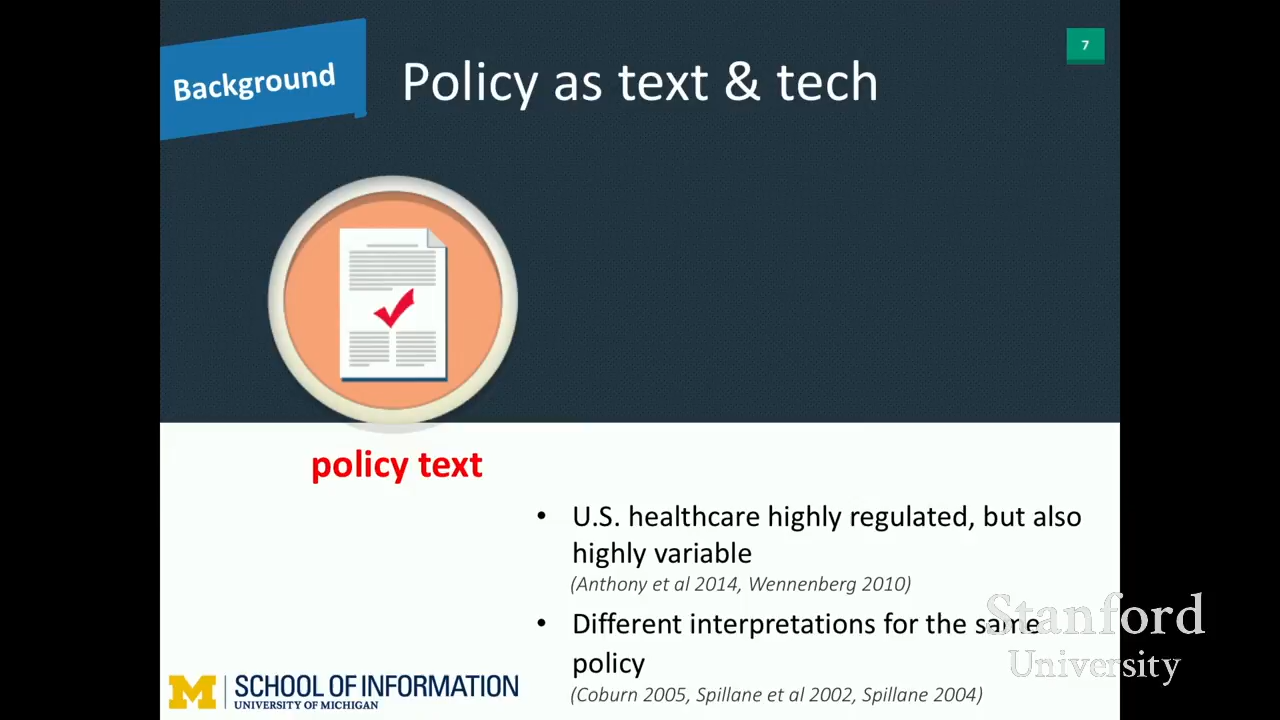 Background
Policy as text & tech
7
policy text
• U.S. healthcare highly regulated, but also
highly variable
(Anthony et al 2014, Wennenberg 2010)
• Different interpretations for the same
policy
(Coburn 2005, Spillane et al 2002, Spillane 2004)
M SCHOOL OF INFORMATION
UNIVERSITY OF MICHIGAN
Stanford
University